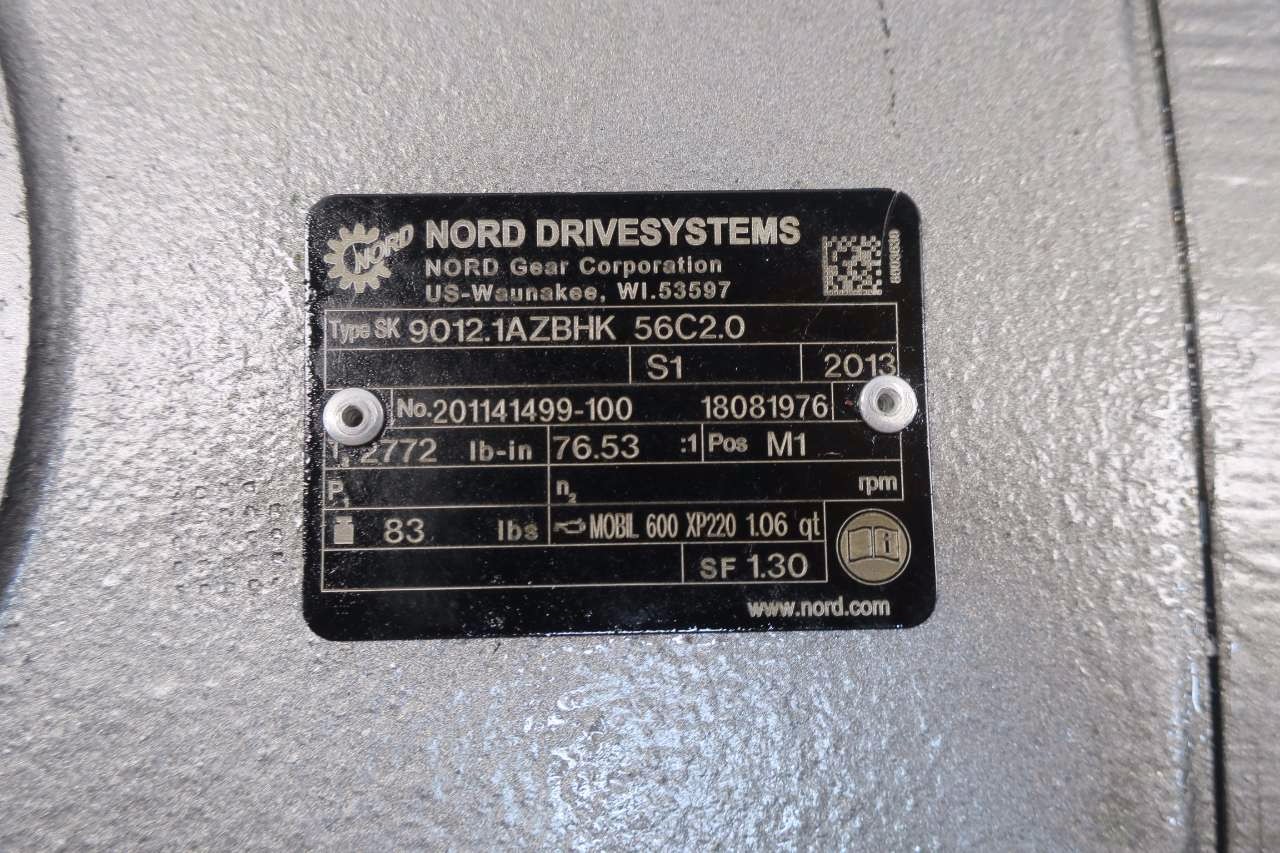 NORD
NORD DRIVESYSTEMS
NORD Gear Corporation
US-Waunakee, WI.53597
Type SK 9012.1AZBHK 56C2.0
S1 2013
No. 201141499-100 18081976
2772 lb-in 76.53 :1 Pos M1
P1 n2 rpm
83 lbs MOBIL 600 XP220 1.06 qt
i
SF 1.30
www.nord.com